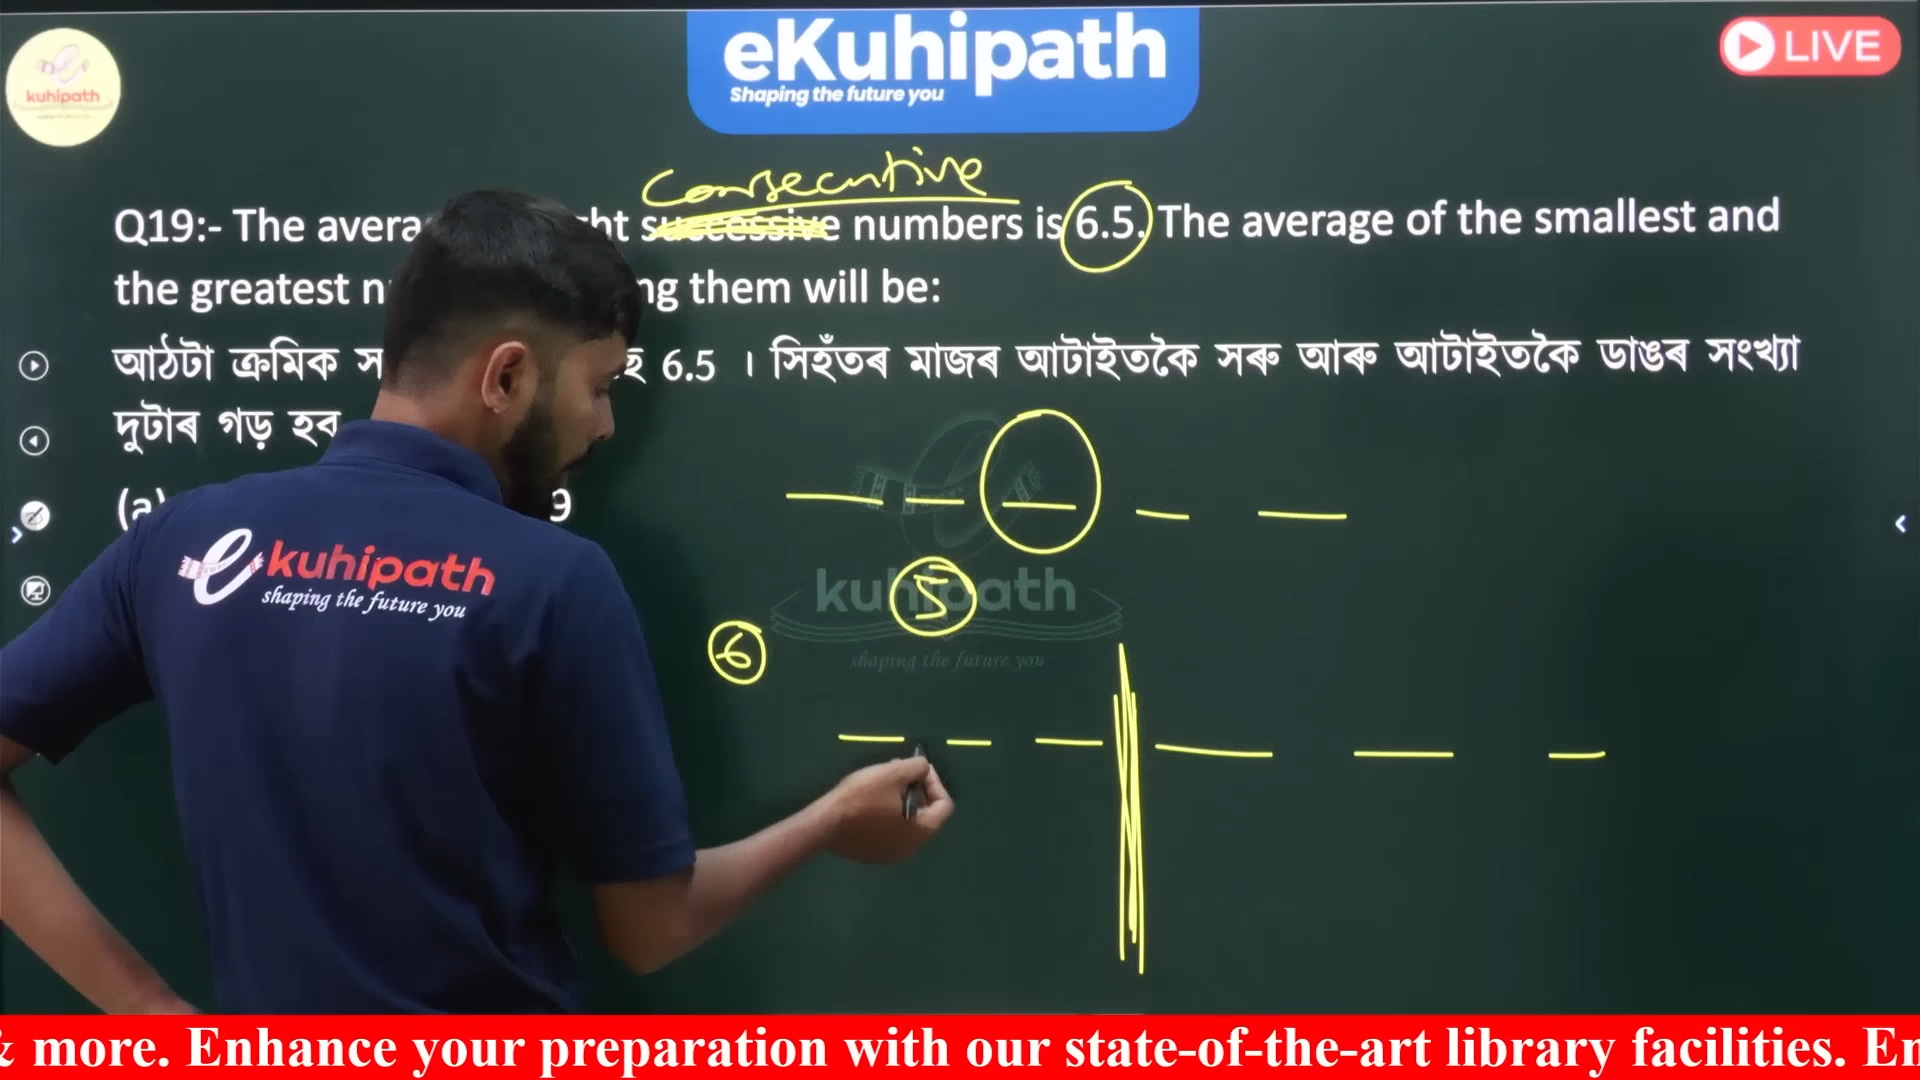 eKuhipath
Shaping the future you
LIVE
kuhipath
Consecutive
Q19:- The successive numbers is 6.5. The average of the smallest and
the greatest them will be:
আঠটা ক্ৰমিক 6.5 । সিহঁতৰ মাজৰ আটাইতকৈ সৰু আৰু আটাইতকৈ ডাঙৰ সংখ্যা
দুটাৰ গড় হব
9
kuhipath
shaping the future you
5
kuhipath
6
shaping the future you
& more. Enhance your preparation with our state-of-the-art library facilities.